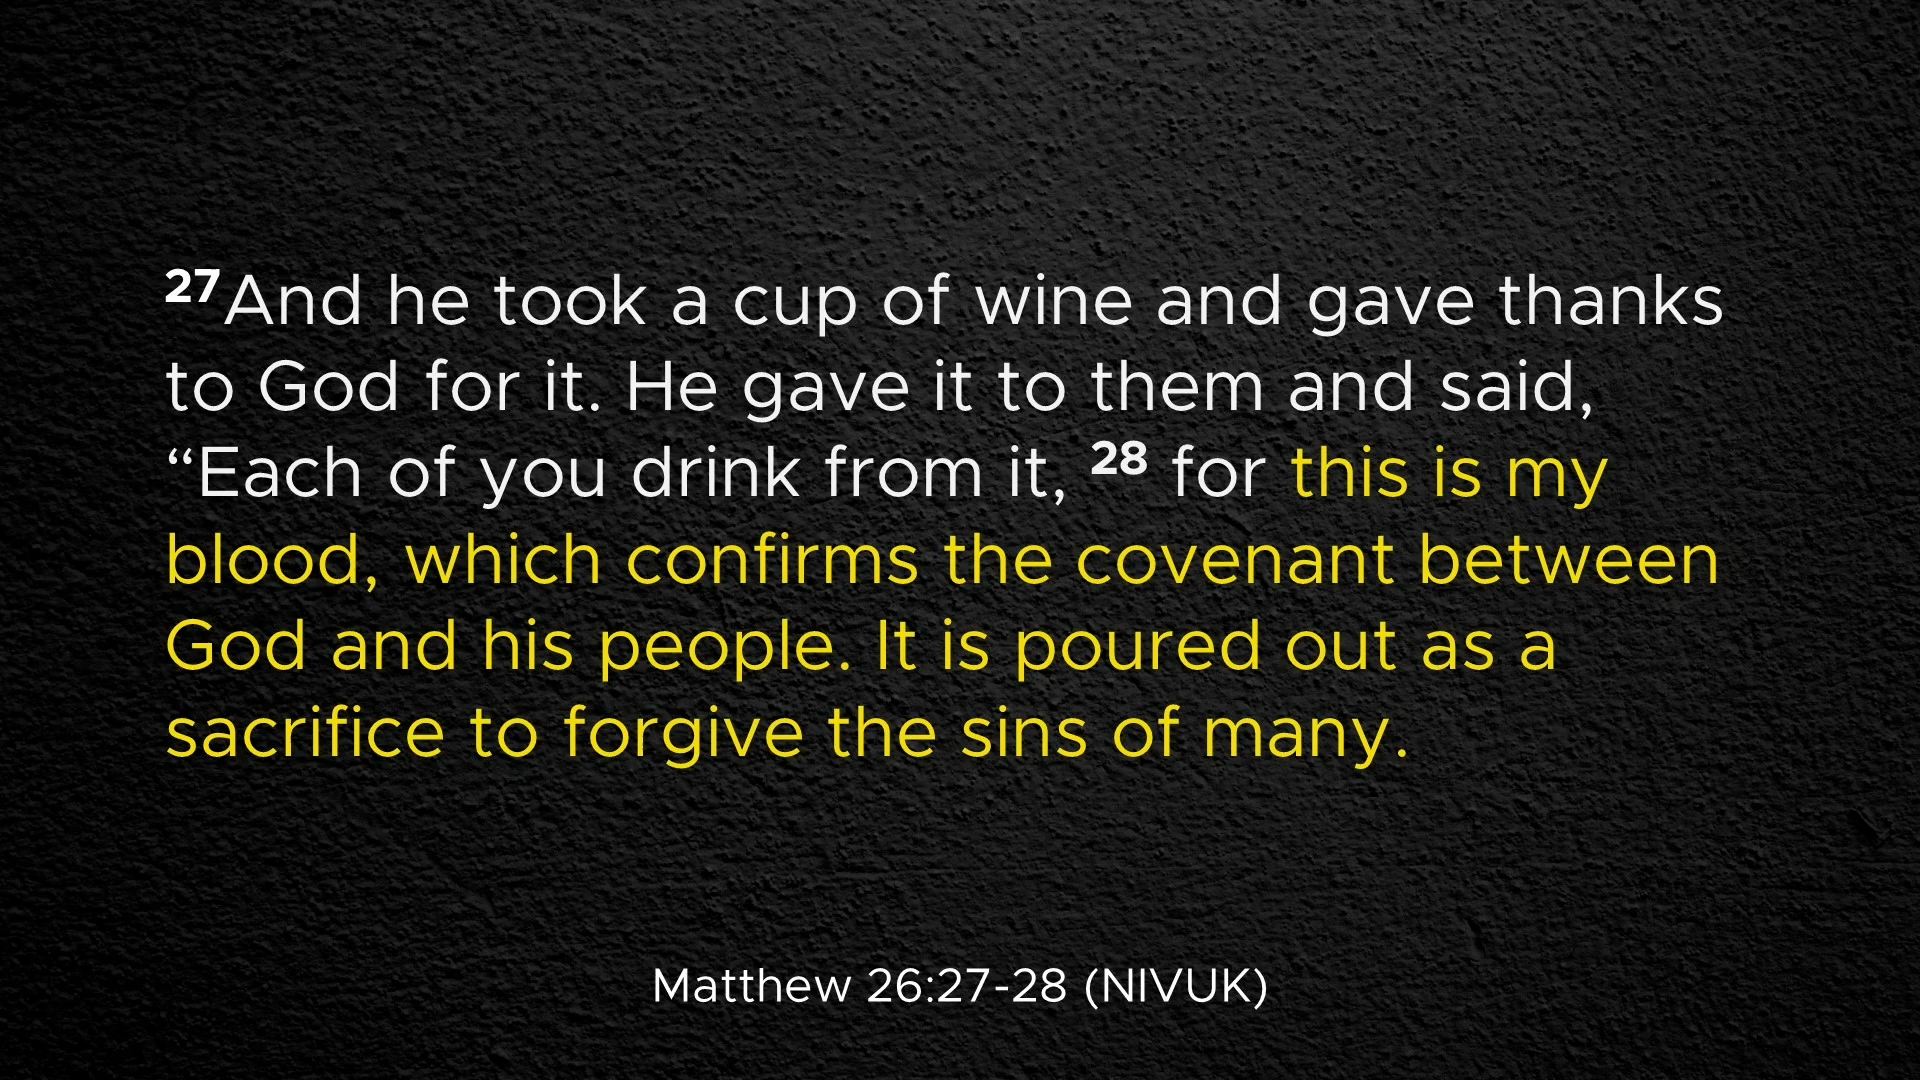 27And he took a cup of wine and gave thanks
to God for it. He gave it to them and said,
“Each of you drink from it, 28 for this is my
blood, which confirms the covenant between
God and his people. It is poured out as a
sacrifice to forgive the sins of many.
Matthew 26:27-28 (NIVUK)